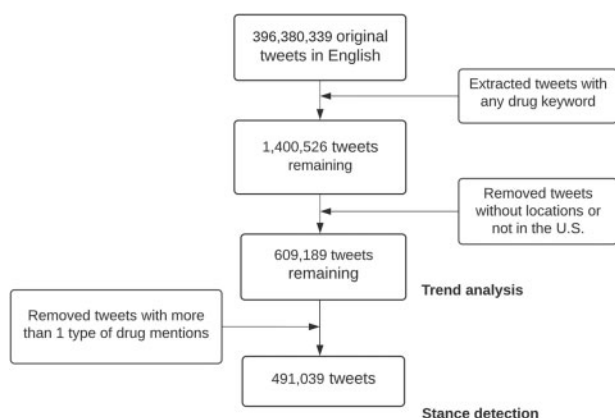 396,380,339 original
tweets in English
Extracted tweets with
any drug keyword
1,400,526 tweets
remaining
Removed tweets
without locations or
not in the U.S.
609,189 tweets
remaining
Trend analysis
Removed tweets with more
than 1 type of drug mentions
491,039 tweets
Stance detection